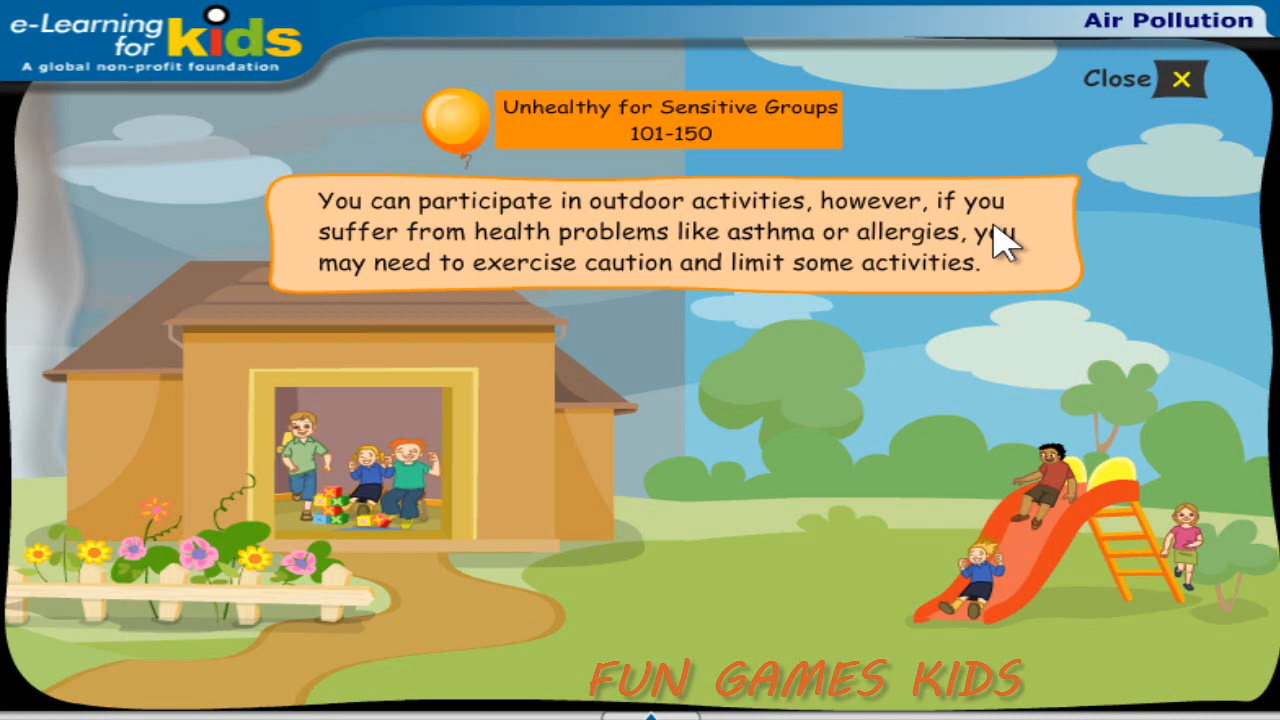 e-Learning
for kids
A global non-profit foundation
Air Pollution
Close X
Unhealthy for Sensitive Groups
101-150
You can participate in outdoor activities, however, if you
suffer from health problems like asthma or allergies, you
may need to exercise caution and limit some activities.
FUN GAMES KIDS